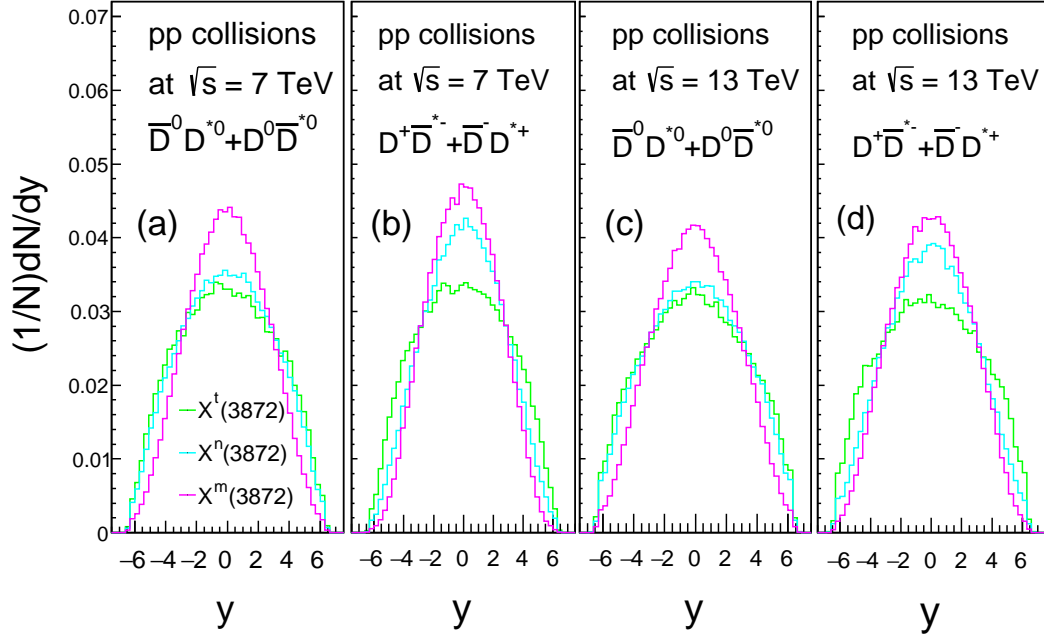 (1/N)dN/dy
0.07
0.06
0.05
0.04
0.03
0.02
0.01
0
pp collisions
at √s = 7 TeV
D̅⁰D*⁰+D⁰D̅*⁰
(a)
Xᵗ(3872)
Xⁿ(3872)
Xᵐ(3872)
−6 −4 −2 0 2 4 6
y
pp collisions
at √s = 7 TeV
D⁺D̅*⁻+D̅⁻D*⁺
(b)
−6 −4 −2 0 2 4 6
y
pp collisions
at √s = 13 TeV
D̅⁰D*⁰+D⁰D̅*⁰
(c)
−6 −4 −2 0 2 4 6
y
pp collisions
at √s = 13 TeV
D⁺D̅*⁻+D̅⁻D*⁺
(d)
−6 −4 −2 0 2 4 6
y